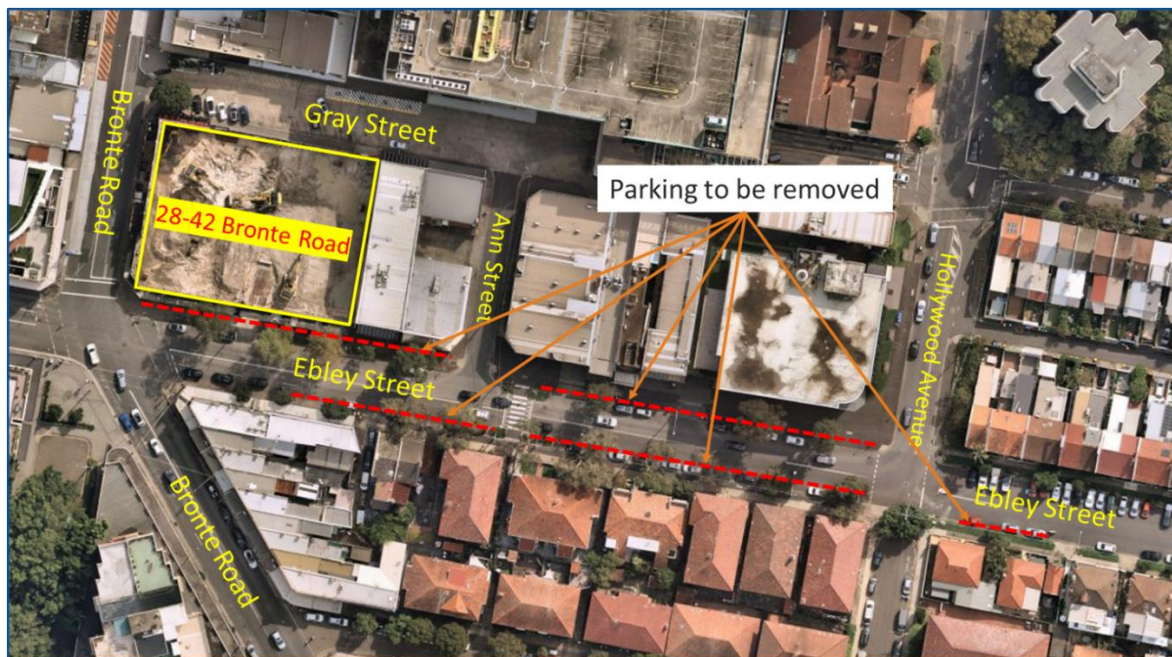 Gray Street
Bronte Road
Parking to be removed
28-42 Bronte Road
Ann Street
Hollywood Avenue
Ebley Street
Ebley Street
Bronte Road